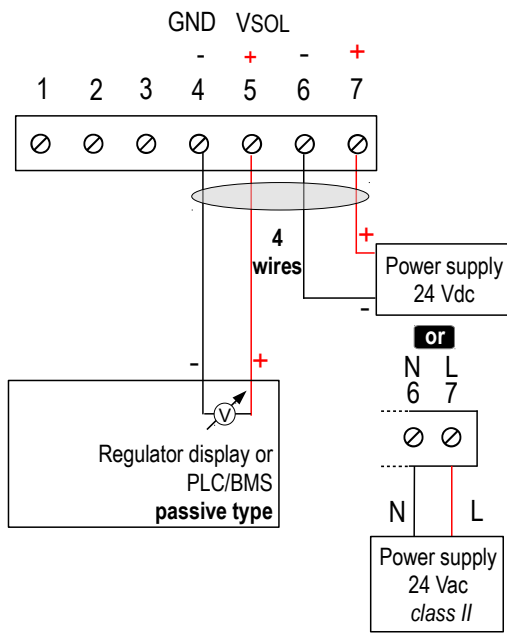 GND VSOL
- + - +
1 2 3 4 5 6 7
4
wires
+
Power supply
24 Vdc
-
or
N L
6 7
- +
V
Regulator display or
PLC/BMS
passive type
N L
Power supply
24 Vac
class II